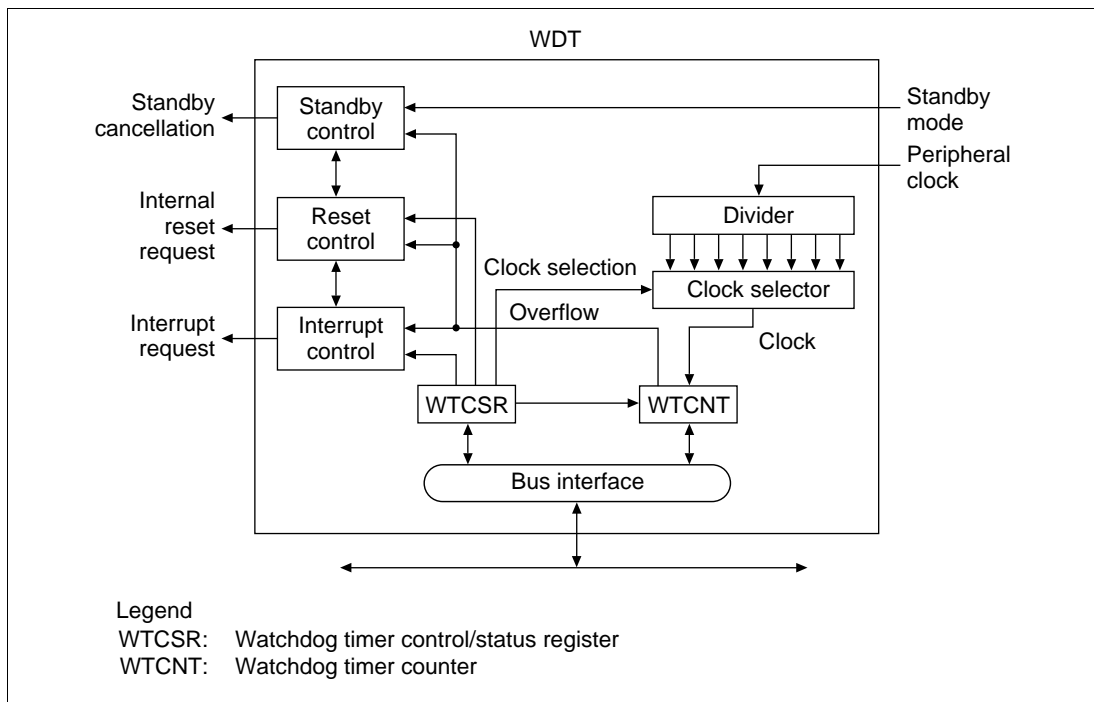 WDT
Standby
cancellation
Standby
control
Standby
mode
Peripheral
clock
Internal
reset
request
Reset
control
Divider
Clock selection
Clock selector
Overflow
Interrupt
request
Interrupt
control
Clock
WTCSR
WTCNT
Bus interface
Legend
WTCSR: Watchdog timer control/status register
WTCNT: Watchdog timer counter